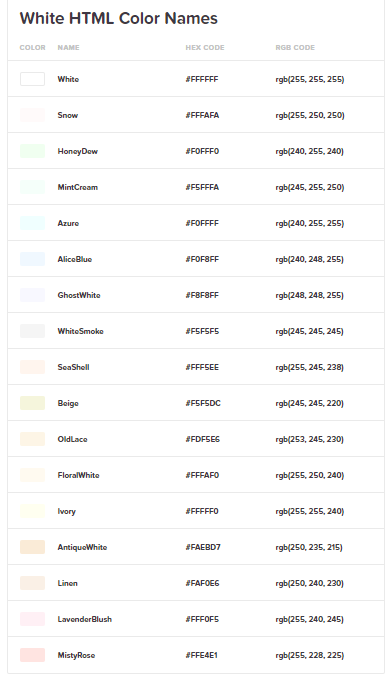 White HTML Color Names
COLOR NAME HEX CODE RGB CODE
White #FFFFFF rgb(255, 255, 255)
Snow #FFFAFA rgb(255, 250, 250)
HoneyDew #F0FFF0 rgb(240, 255, 240)
MintCream #F5FFFA rgb(245, 255, 250)
Azure #F0FFFF rgb(240, 255, 255)
AliceBlue #F0F8FF rgb(240, 248, 255)
GhostWhite #F8F8FF rgb(248, 248, 255)
WhiteSmoke #F5F5F5 rgb(245, 245, 245)
SeaShell #FFF5EE rgb(255, 245, 238)
Beige #F5F5DC rgb(245, 245, 220)
OldLace #FDF5E6 rgb(253, 245, 230)
FloralWhite #FFFAF0 rgb(255, 250, 240)
Ivory #FFFFF0 rgb(255, 255, 240)
AntiqueWhite #FAEBD7 rgb(250, 235, 215)
Linen #FAF0E6 rgb(250, 240, 230)
LavenderBlush #FFF0F5 rgb(255, 240, 245)
MistyRose #FFE4E1 rgb(255, 228, 225)